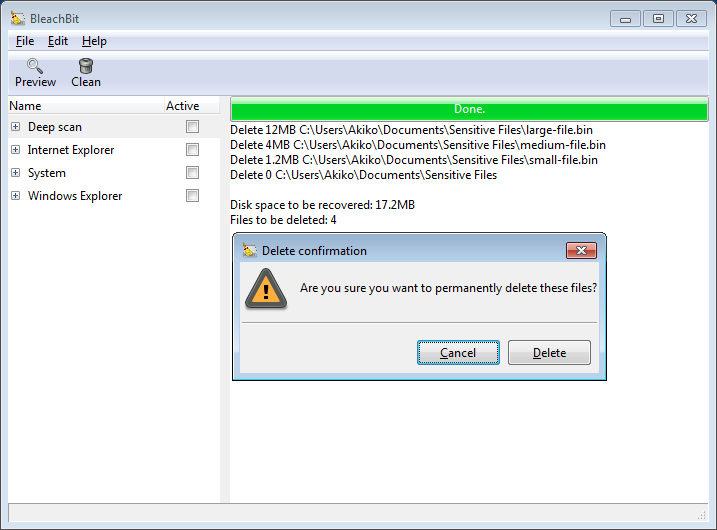 BleachBit
File Edit Help
Preview Clean
Name Active
Deep scan
Internet Explorer
System
Windows Explorer
Done.
Delete 12MB C:\Users\Akiko\Documents\Sensitive Files\large-file.bin
Delete 4MB C:\Users\Akiko\Documents\Sensitive Files\medium-file.bin
Delete 1.2MB C:\Users\Akiko\Documents\Sensitive Files\small-file.bin
Delete 0 C:\Users\Akiko\Documents\Sensitive Files
Disk space to be recovered: 17.2MB
Files to be deleted: 4
Delete confirmation
Are you sure you want to permanently delete these files?
Cancel Delete